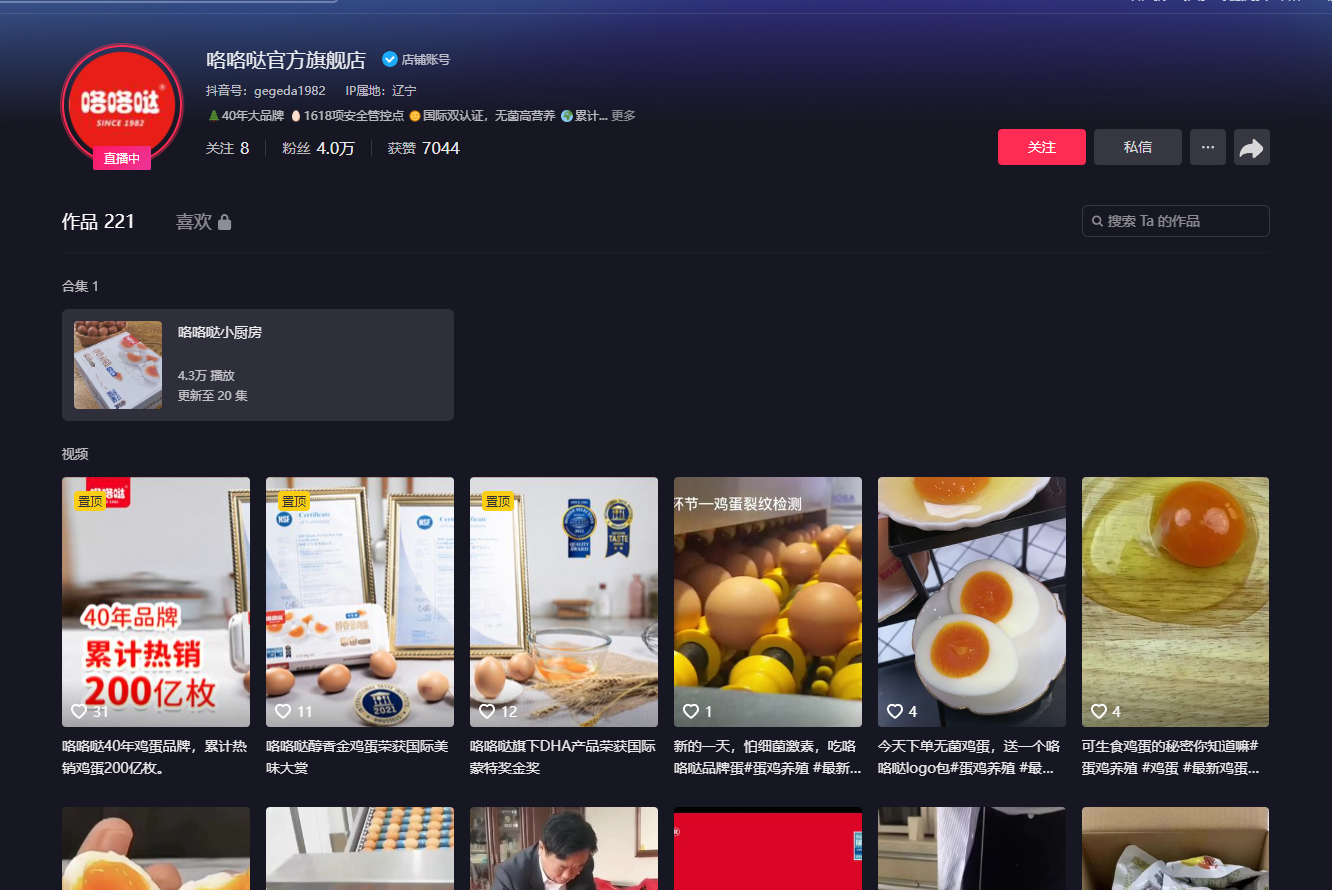 咯咯哒官方旗舰店 店铺账号
抖音号：gegeda1982 IP属地：辽宁
40年大品牌 1618项安全管控点 国际双认证，无菌高营养 累计... 更多
关注 8 粉丝 4.0万 获赞 7044
咯咯哒®
SINCE 1982
直播中
关注
私信
作品 221
喜欢
搜索 Ta 的作品
合集 1
咯咯哒小厨房
4.3万 播放
更新至 20 集
视频
置顶
40年品牌
累计热销
200亿枚
31
咯咯哒40年鸡蛋品牌，累计热
销鸡蛋200亿枚。
置顶
NSF
Certificate
NSF
Certificate
2021
11
咯咯哒醇香金鸡蛋荣获国际美
味大赏
置顶
QUALITY
AWARD
TASTE
12
咯咯哒旗下DHA产品荣获国际
蒙特奖金奖
环节—鸡蛋裂纹检测
1
新的一天，怕细菌激素，吃咯
咯哒品牌蛋#蛋鸡养殖 #最新...
4
今天下单无菌鸡蛋，送一个咯
咯哒logo包#蛋鸡养殖 #最...
4
可生食鸡蛋的秘密你知道嘛#
蛋鸡养殖 #鸡蛋 #最新鸡蛋...